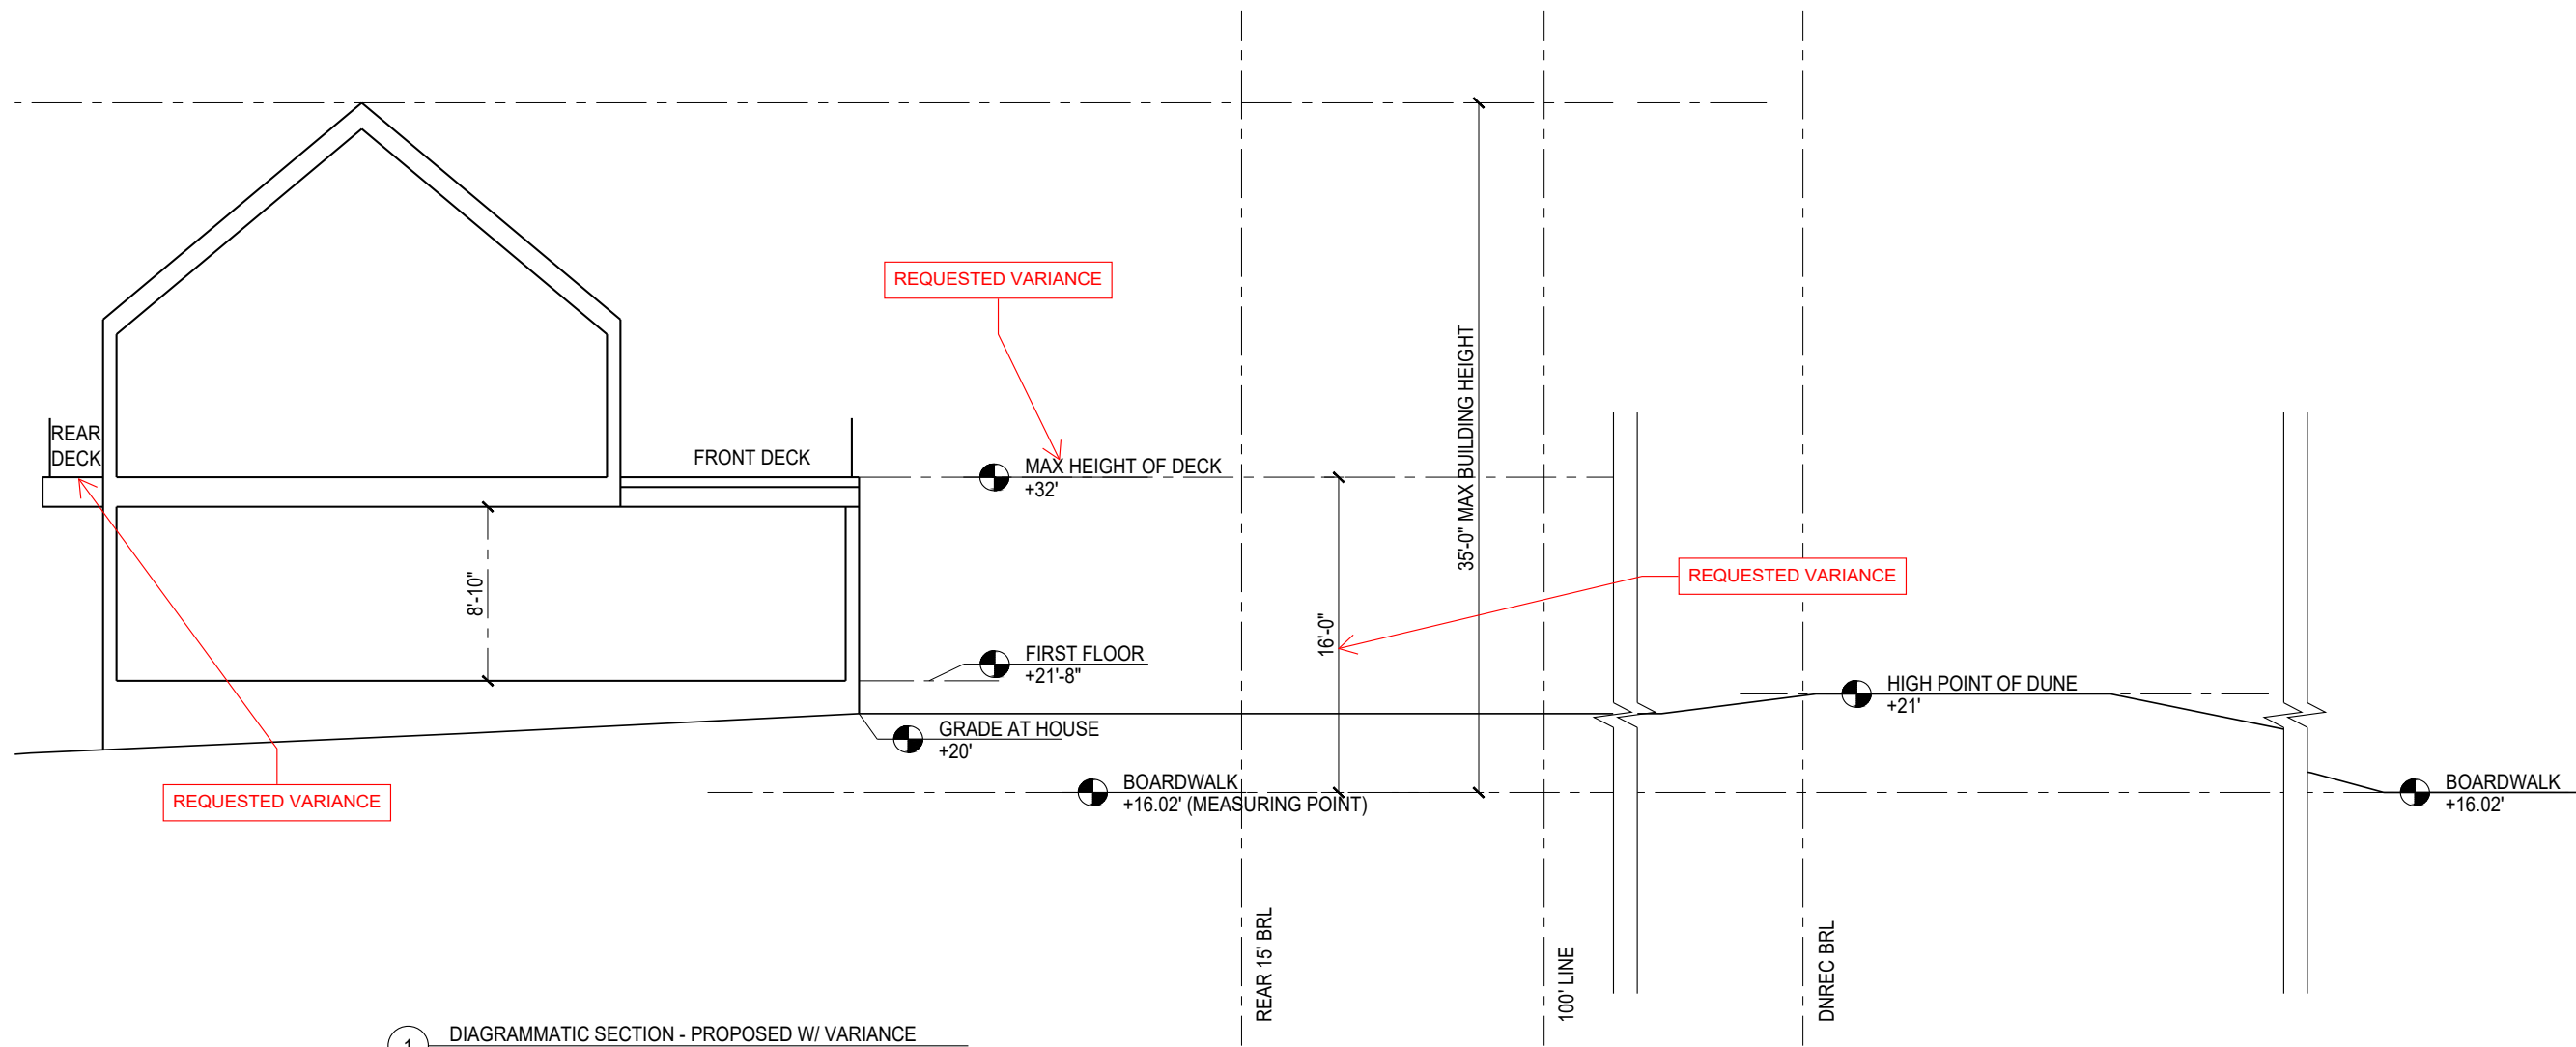 REQUESTED VARIANCE
35'-0" MAX BUILDING HEIGHT
REAR
DECK
FRONT DECK
MAX HEIGHT OF DECK
+32'
REQUESTED VARIANCE
8'-10"
16'-0"
FIRST FLOOR
+21'-8"
HIGH POINT OF DUNE
+21'
GRADE AT HOUSE
+20'
REQUESTED VARIANCE
BOARDWALK
+16.02' (MEASURING POINT)
BOARDWALK
+16.02'
REAR 15' BRL
100' LINE
DNREC BRL
1
DIAGRAMMATIC SECTION - PROPOSED W/ VARIANCE